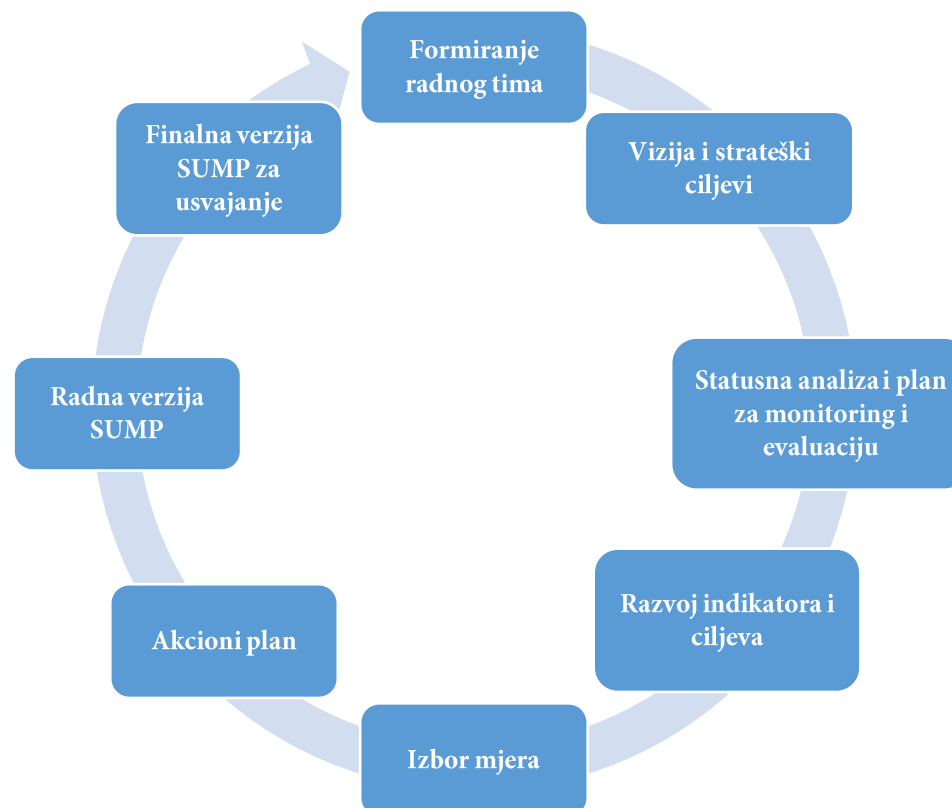 Formiranje
radnog tima
Vizija i strateški
ciljevi
Statusna analiza i plan
za monitoring i
evaluaciju
Razvoj indikatora i
ciljeva
Izbor mjera
Akcioni plan
Radna verzija
SUMP
Finalna verzija
SUMP za
usvajanje